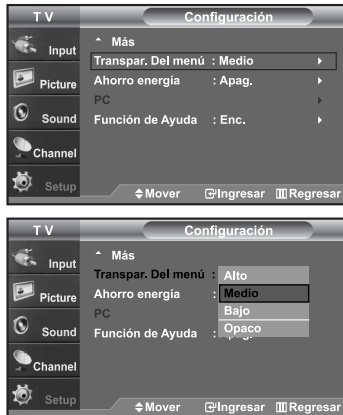 T V
Configuración
Input
Picture
Sound
Channel
Setup
Más
Transpar. Del menú : Medio
Ahorro energía : Apag.
PC
Función de Ayuda : Enc.
Mover Ingresar Regresar
T V
Configuración
Input
Picture
Sound
Channel
Setup
Más
Transpar. Del menú : Alto
Ahorro energía : Medio
PC Bajo
Función de Ayuda : Opaco
Mover Ingresar Regresar